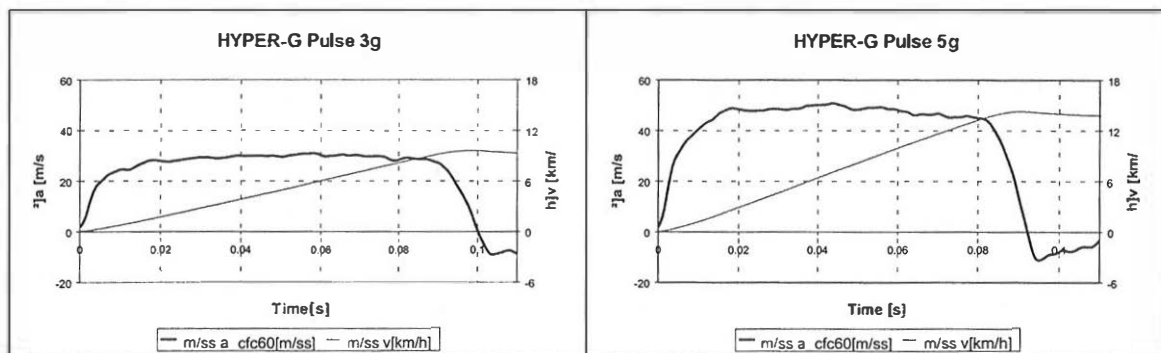 HYPER-G Pulse 3g
60
40
20
0
-20
²]a [m/s
18
12
6
0
-6
h]v [km/
0
0.02
0.04
0.06
0.08
0.1
Time[s]
m/ss a_cfc60[m/ss]
m/ss v[km/h]
HYPER-G Pulse 5g
60
40
20
0
-20
²]a [m/s
18
12
6
0
-6
h]v [km/
0
0.02
0.04
0.06
0.08
0.1
Time [s]
m/ss a_cfc60[m/ss]
m/ss v[km/h]